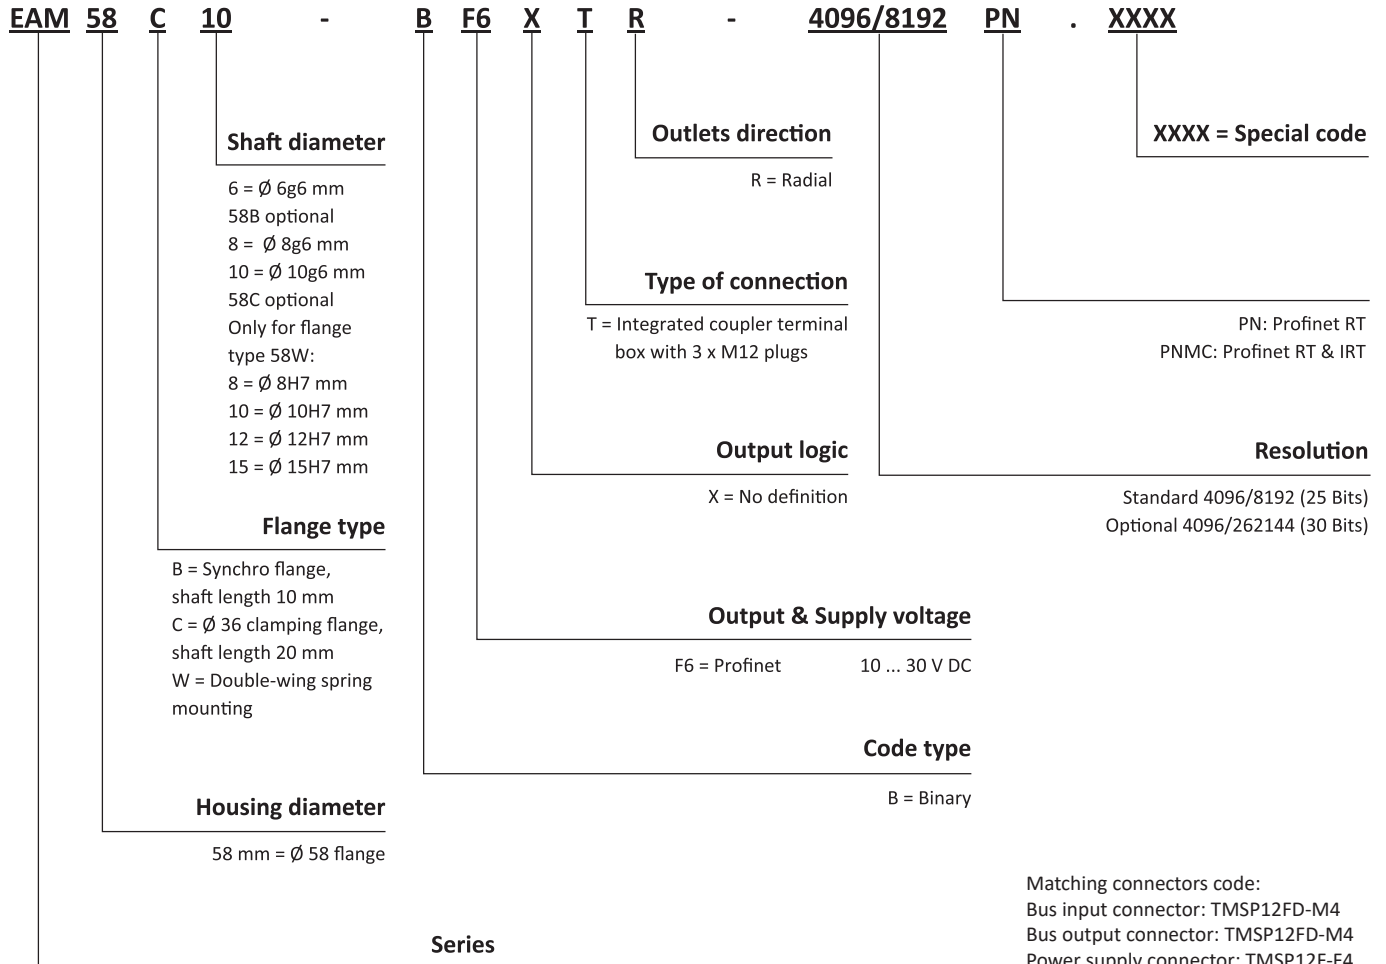 EAM 58 C 10 - B F6 X T R - 4096/8192 PN . XXXX
Shaft diameter
6 = Ø 6g6 mm
58B optional
8 = Ø 8g6 mm
10 = Ø 10g6 mm
58C optional
Only for flange
type 58W:
8 = Ø 8H7 mm
10 = Ø 10H7 mm
12 = Ø 12H7 mm
15 = Ø 15H7 mm
Flange type
B = Synchro flange,
shaft length 10 mm
C = Ø 36 clamping flange,
shaft length 20 mm
W = Double-wing spring
mounting
Housing diameter
58 mm = Ø 58 flange
Series
Outlets direction
R = Radial
Type of connection
T = Integrated coupler terminal
box with 3 x M12 plugs
Output logic
X = No definition
Output & Supply voltage
F6 = Profinet 10 ... 30 V DC
Code type
B = Binary
XXXX = Special code
PN: Profinet RT
PNMC: Profinet RT & IRT
Resolution
Standard 4096/8192 (25 Bits)
Optional 4096/262144 (30 Bits)
Matching connectors code:
Bus input connector: TMSP12FD-M4
Bus output connector: TMSP12FD-M4
Power supply connector: TMSP12F-F4